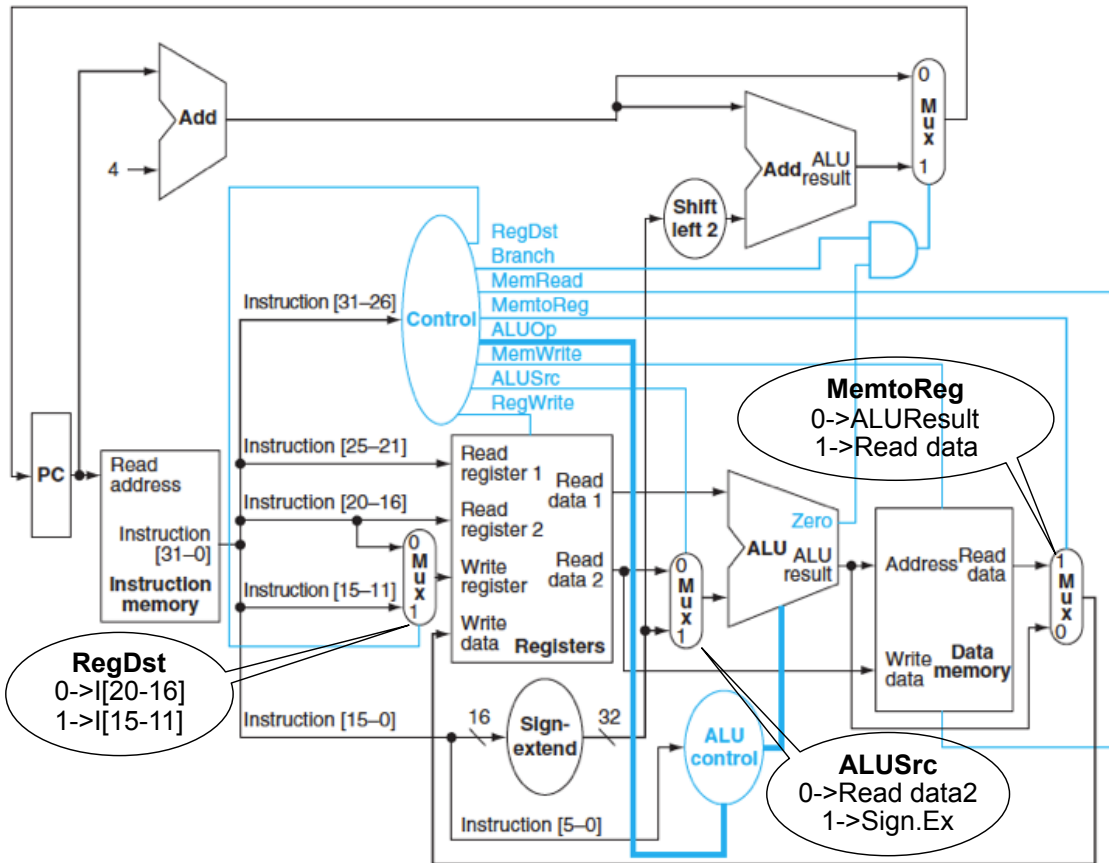 Add
4
0
M
u
x
1
Add
ALU
result
Shift
left 2
RegDst
Branch
MemRead
MemtoReg
ALUOp
MemWrite
ALUSrc
RegWrite
Control
Instruction [31–26]
MemtoReg
0->ALUResult
1->Read data
PC
Read
address
Instruction
[31–0]
Instruction
memory
Instruction [25–21]
Instruction [20–16]
Instruction [15–11]
0
M
u
x
1
Read
register 1
Read
register 2
Write
register
Write
data
Read
data 1
Read
data 2
Registers
0
M
u
x
1
Zero
ALU
ALU
result
Address
Read
data
Write
data
Data
memory
1
M
u
x
0
RegDst
0->I[20-16]
1->I[15-11]
Instruction [15–0]
16
Sign-
extend
32
ALU
control
ALUSrc
0->Read data2
1->Sign.Ex
Instruction [5–0]